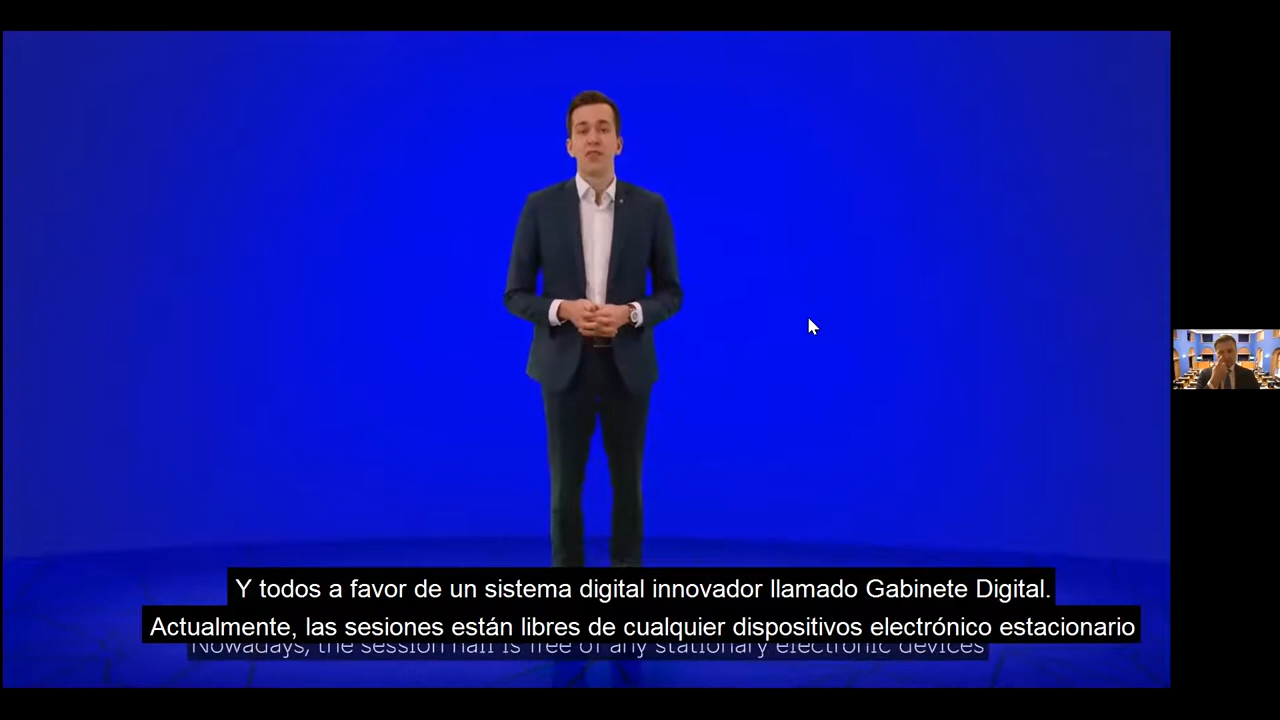 Y todos a favor de un sistema digital innovador llamado Gabinete Digital.
Actualmente, las sesiones están libres de cualquier dispositivos electrónico estacionario
Nowadays, the session hall is free of any stationary electronic devices